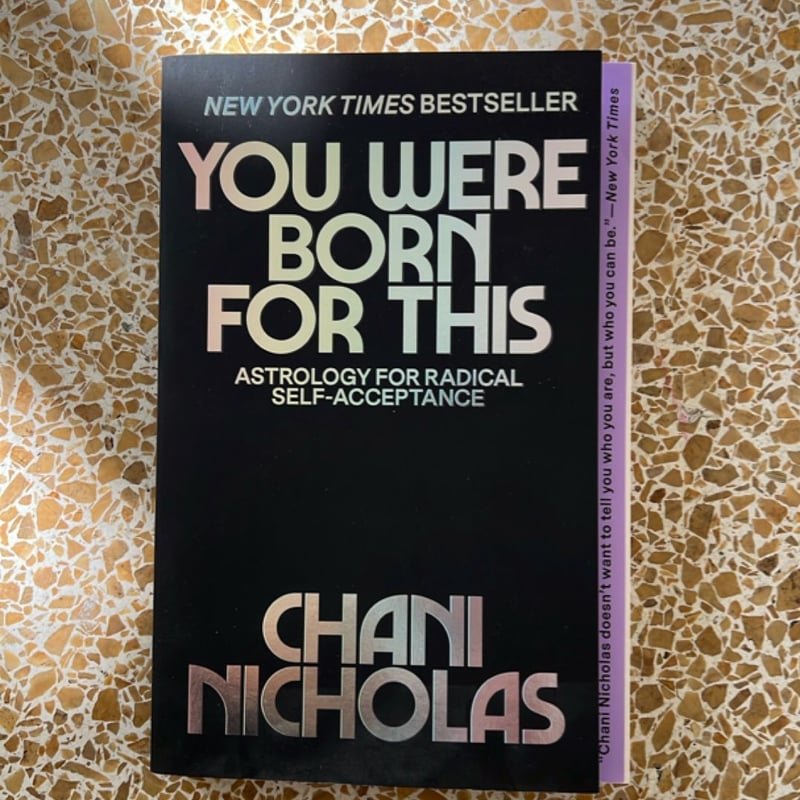 NEW YORK TIMES BESTSELLER
YOU WERE
BORN
FOR THIS
ASTROLOGY FOR RADICAL
SELF-ACCEPTANCE
CHANI
NICHOLAS
"Chani Nicholas doesn't want to tell you who you are, but who you can be."—New York Times